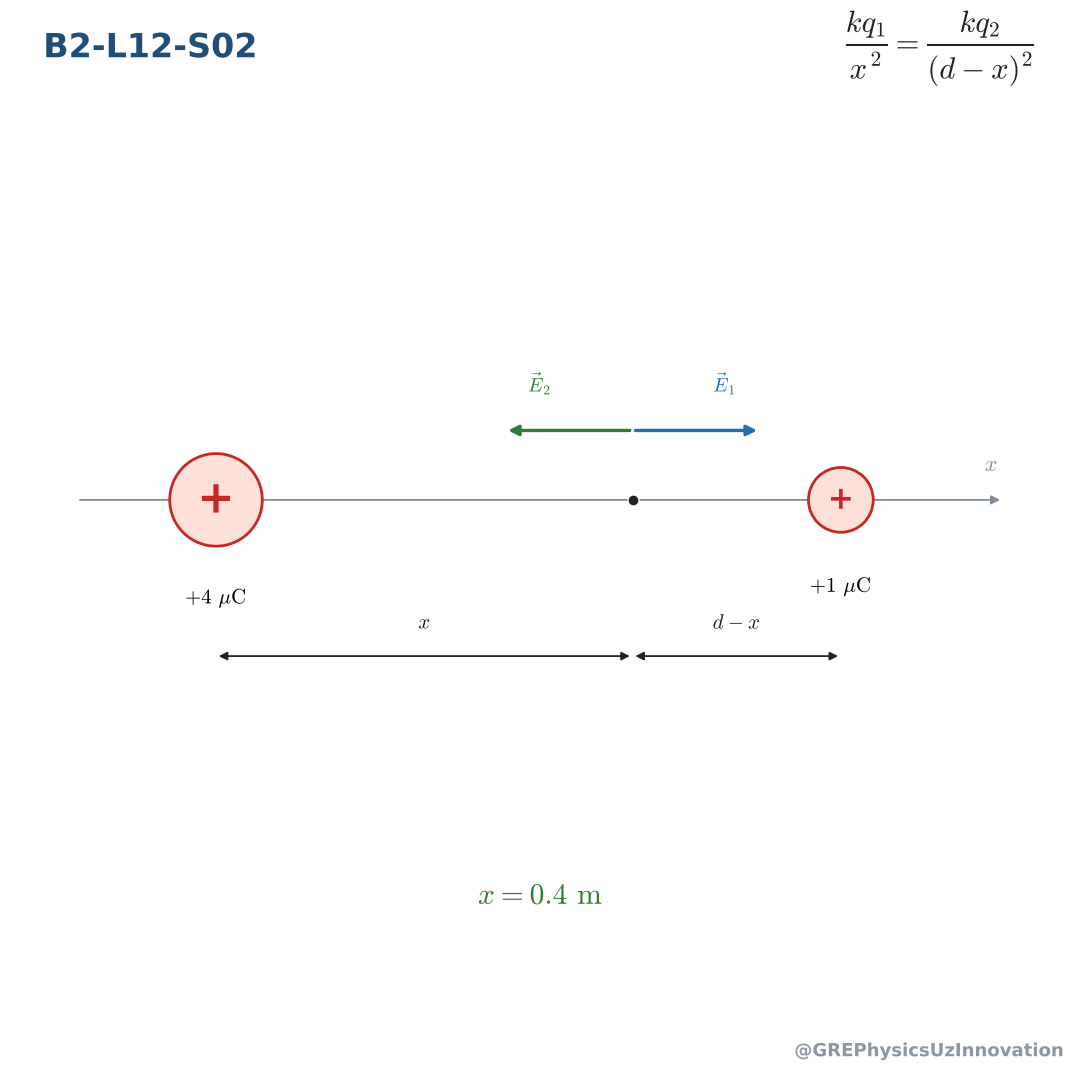 B2-L12-S02
kq₁/x² = kq₂/(d − x)²
E⃗₂
E⃗₁
x
+
+
+4 μC
+1 μC
x
d − x
x = 0.4 m
@GREPhysicsUzInnovation